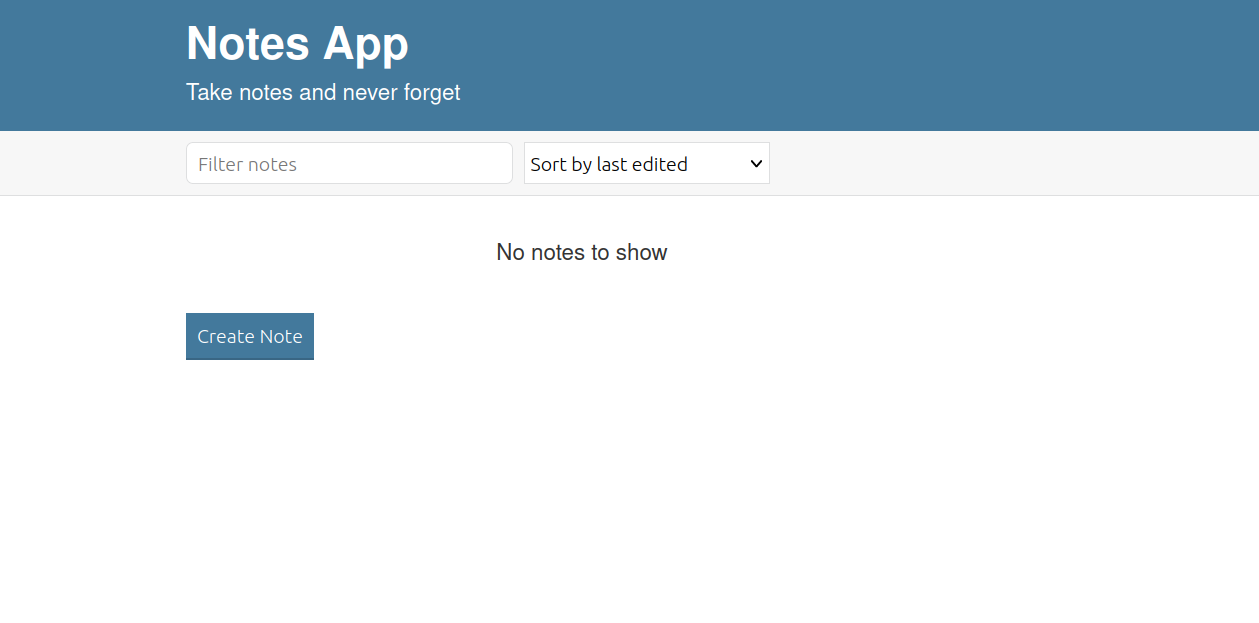 Notes App
Take notes and never forget
Filter notes
Sort by last edited
No notes to show
Create Note